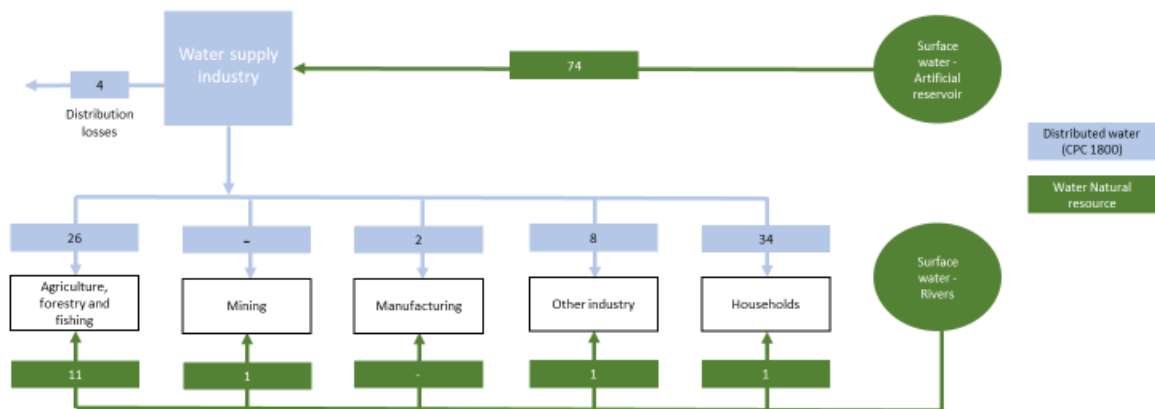 Water supply
industry
74
Surface
water -
Artificial
reservoir
4
Distribution
losses
Distributed water
(CPC 1800)
Water Natural
resource
26
-
2
8
34
Agriculture,
forestry and
fishing
Mining
Manufacturing
Other industry
Households
Surface
water -
Rivers
11
1
-
1
1